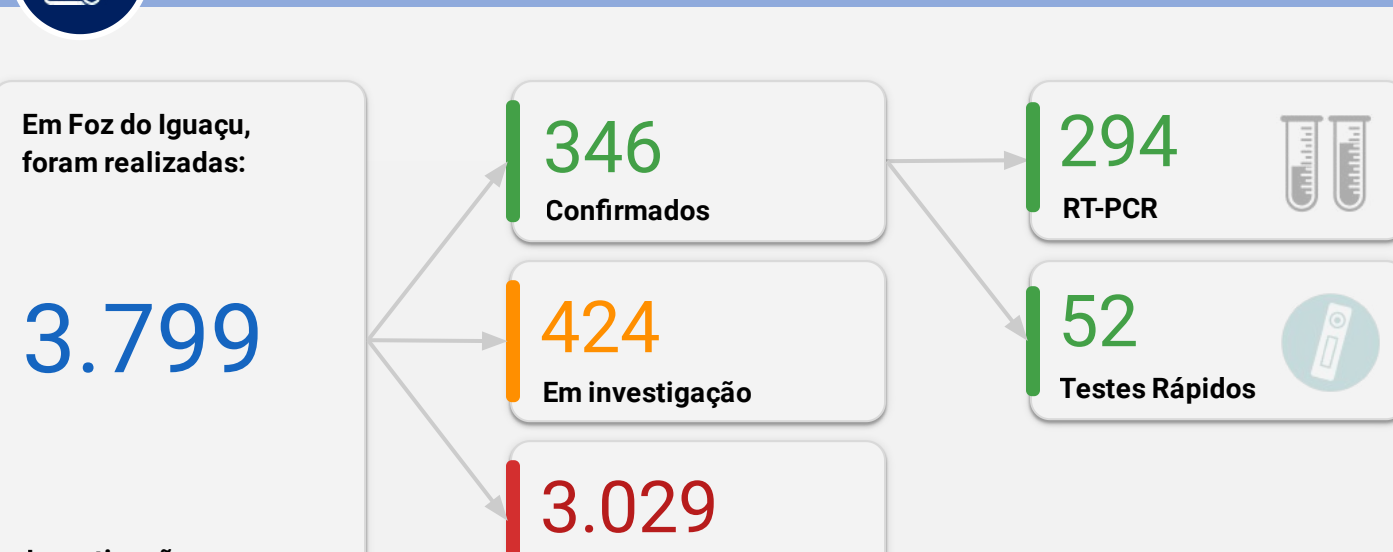 Em Foz do Iguaçu,
foram realizadas:
3.799
346
Confirmados
424
Em investigação
3.029
294
RT-PCR
52
Testes Rápidos